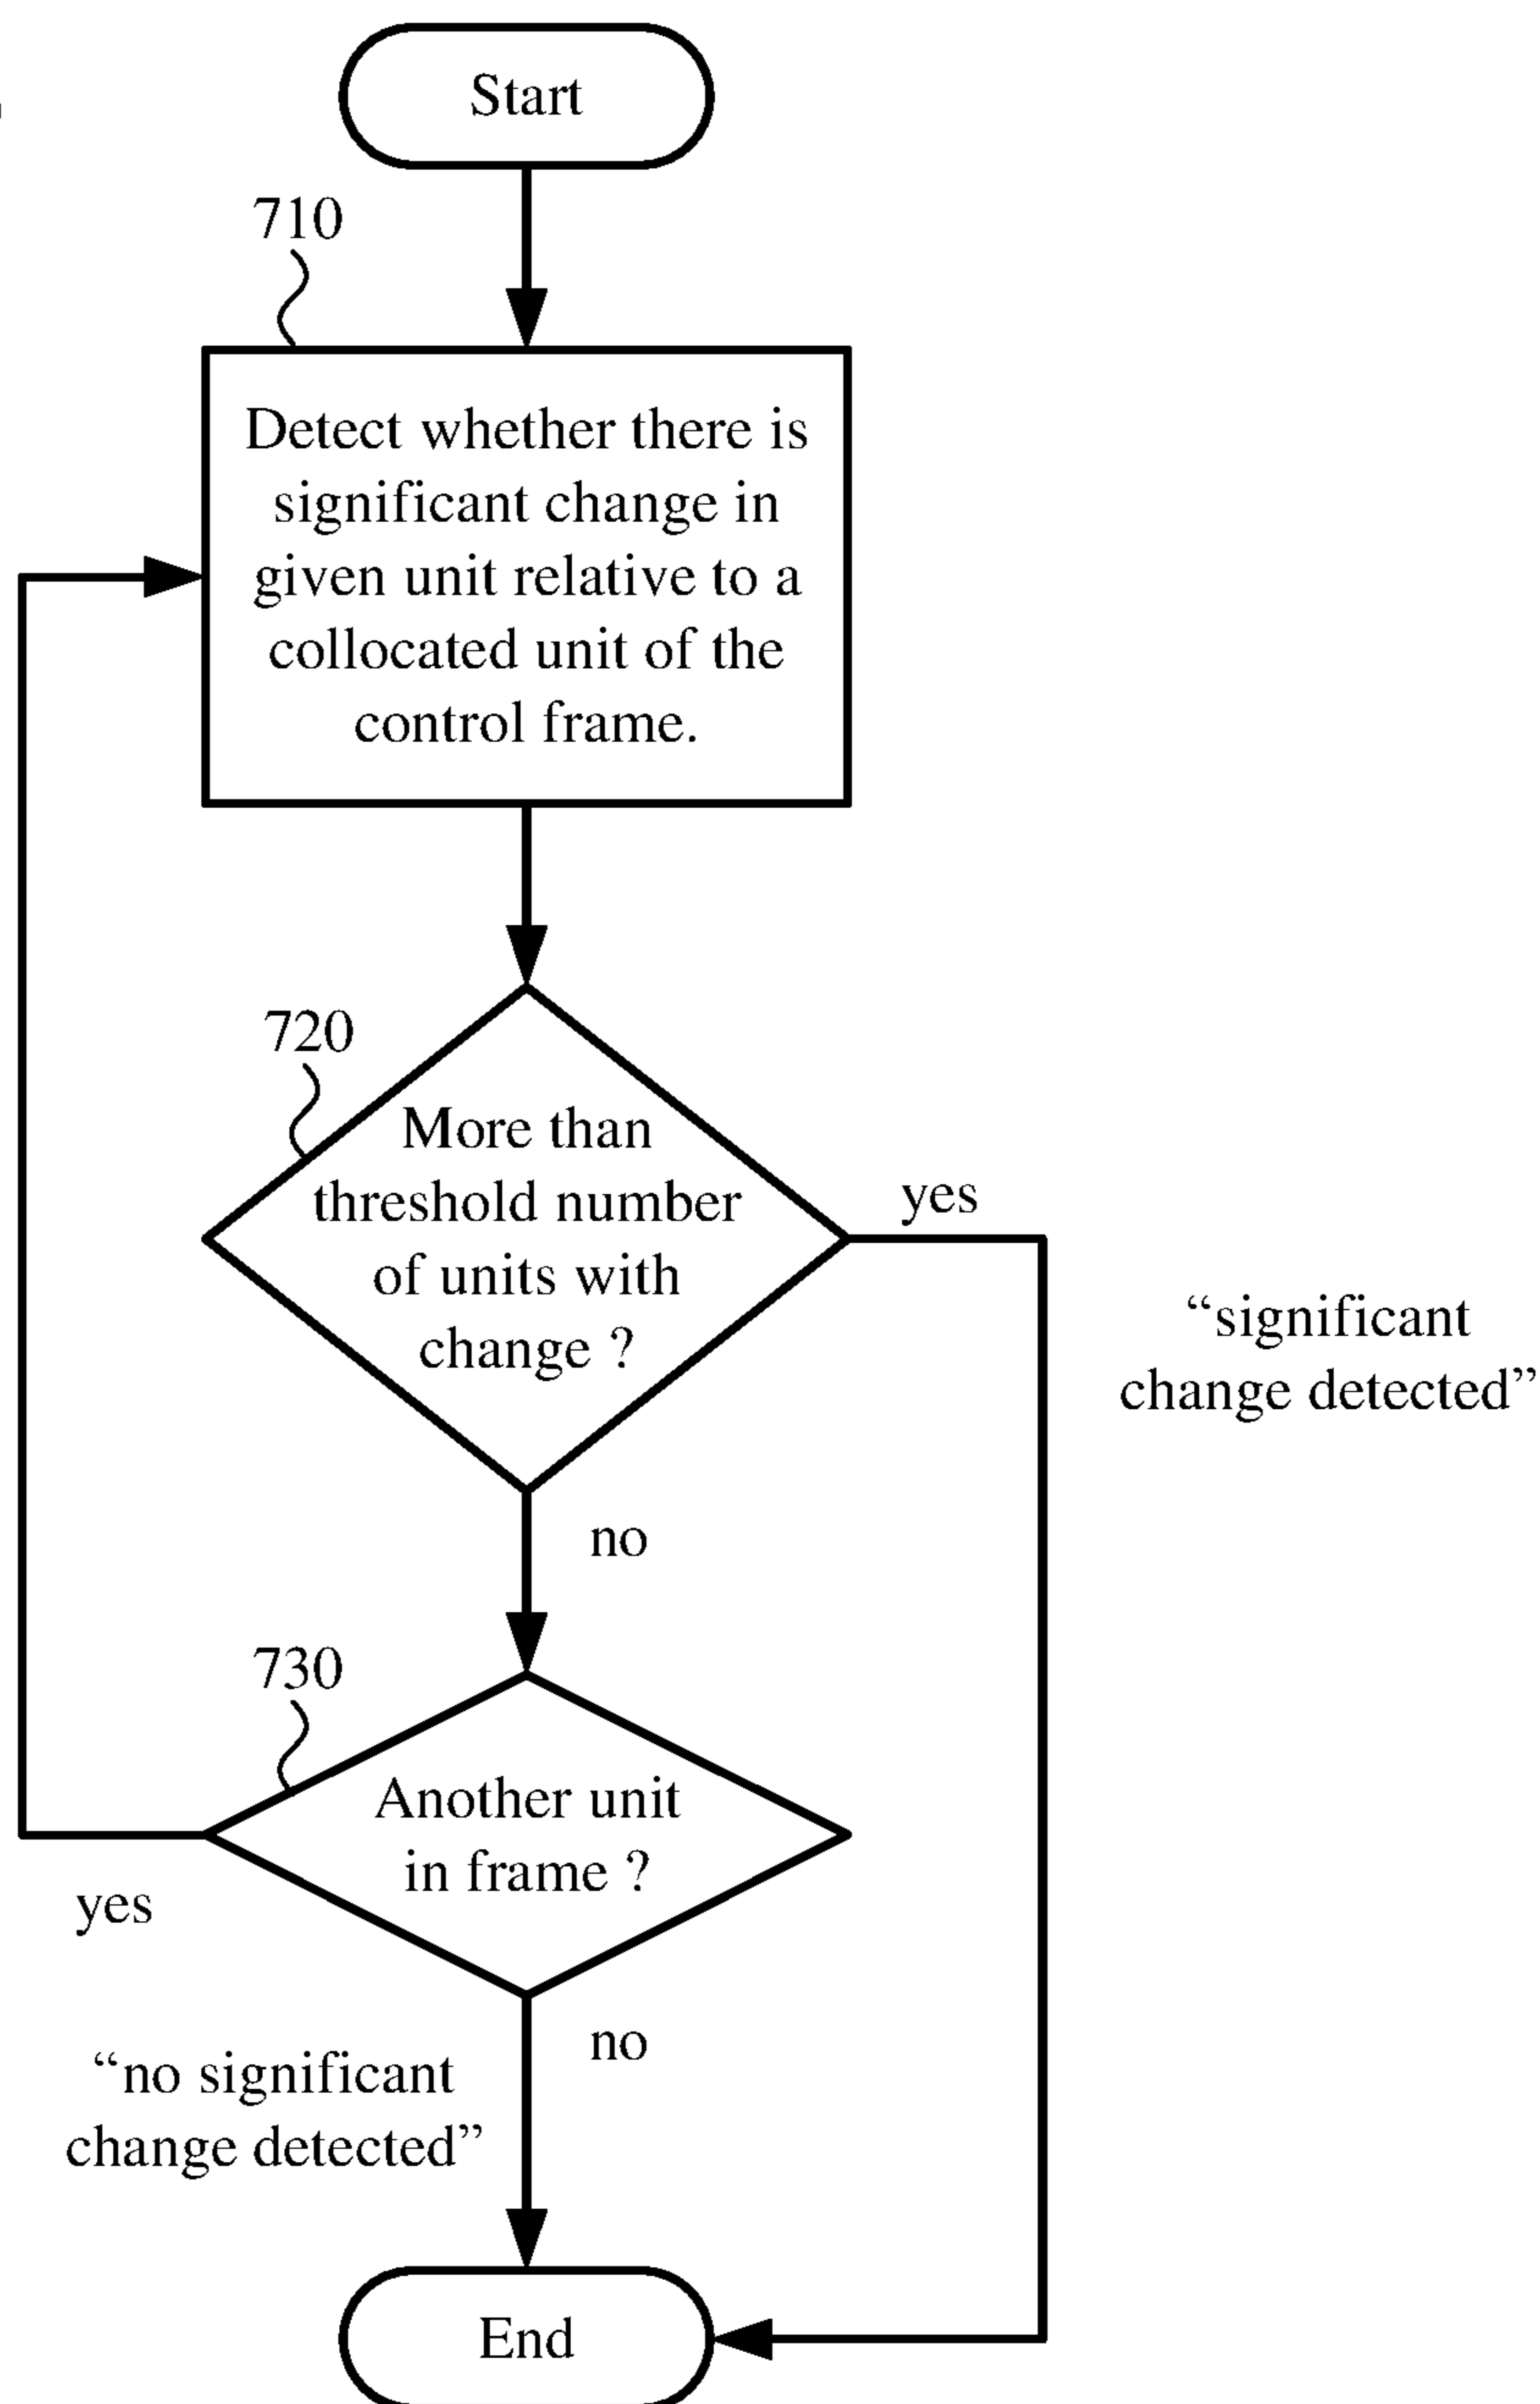 Start
710
Detect whether there is
significant change in
given unit relative to a
collocated unit of the
control frame.
720
More than
threshold number
of units with
change ?
yes
“significant
change detected”
no
730
Another unit
in frame ?
yes
no
“no significant
change detected”
End